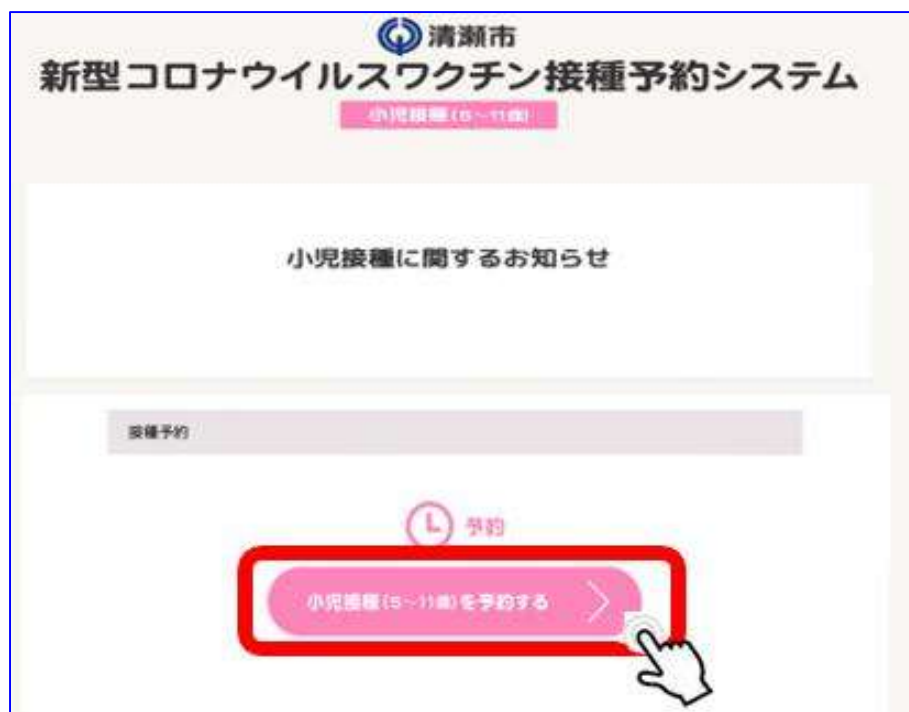 清瀬市
新型コロナウイルスワクチン接種予約システム
小児接種(5～11歳)
小児接種に関するお知らせ
接種予約
予約
小児接種(5～11歳)を予約する